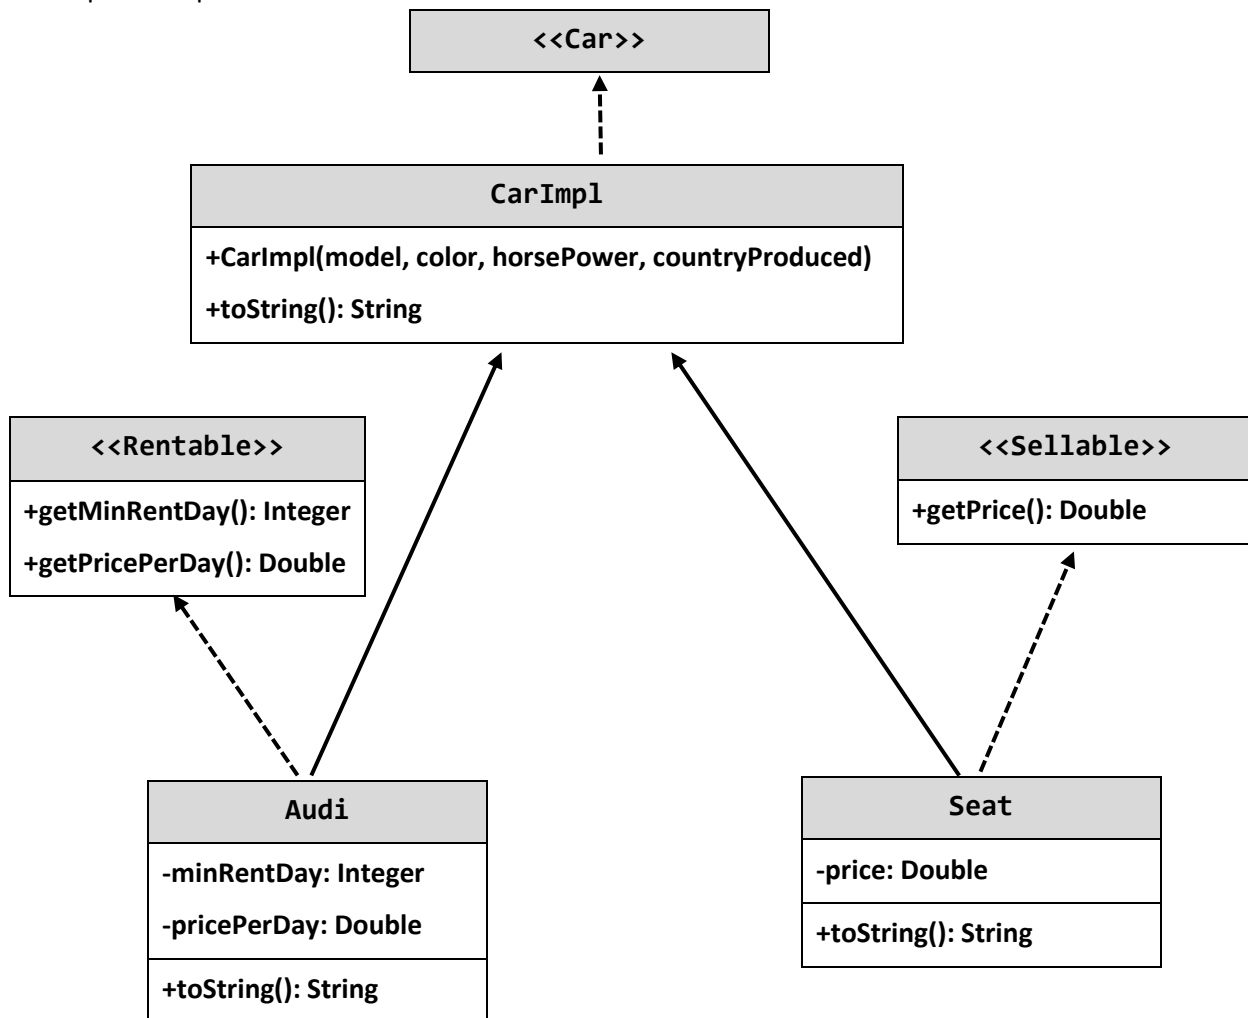 <<Car>>
CarImpl
+CarImpl(model, color, horsePower, countryProduced)
+toString(): String
<<Rentable>>
+getMinRentDay(): Integer
+getPricePerDay(): Double
<<Sellable>>
+getPrice(): Double
Audi
-minRentDay: Integer
-pricePerDay: Double
+toString(): String
Seat
-price: Double
+toString(): String